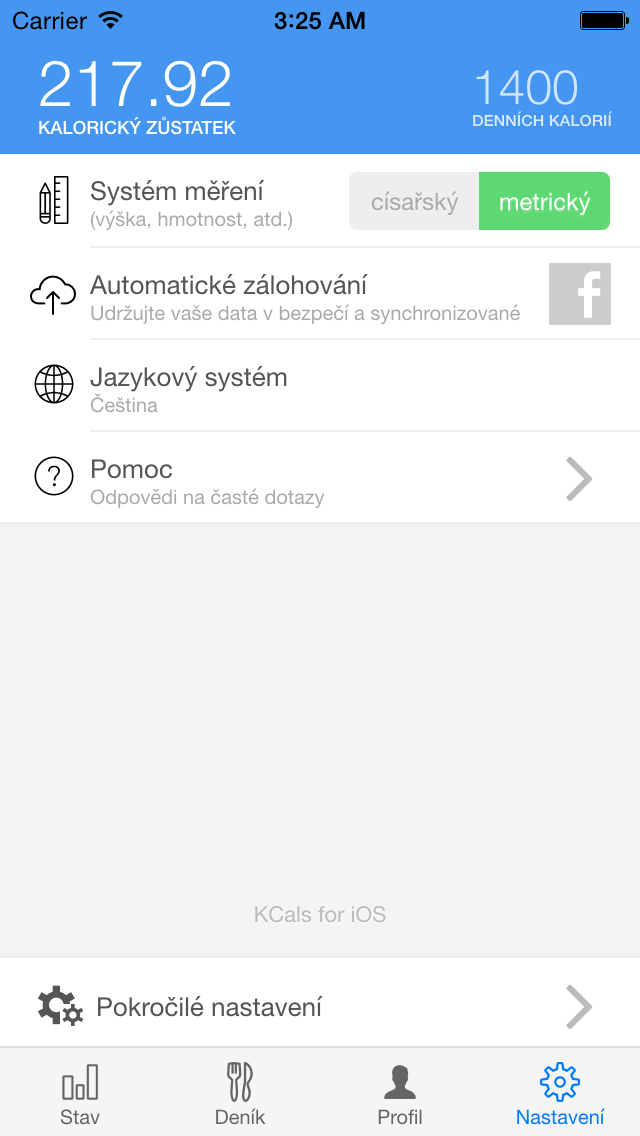 Carrier 3:25 AM
217.92
KALORICKÝ ZŮSTATEK
1400
DENNÍCH KALORIÍ
Systém měření
(výška, hmotnost, atd.)
císařský metrický
Automatické zálohování
Udržujte vaše data v bezpečí a synchronizované
f
Jazykový systém
Čeština
?
Pomoc
Odpovědi na časté dotazy
KCals for iOS
Pokročilé nastavení
Stav Deník Profil Nastavení